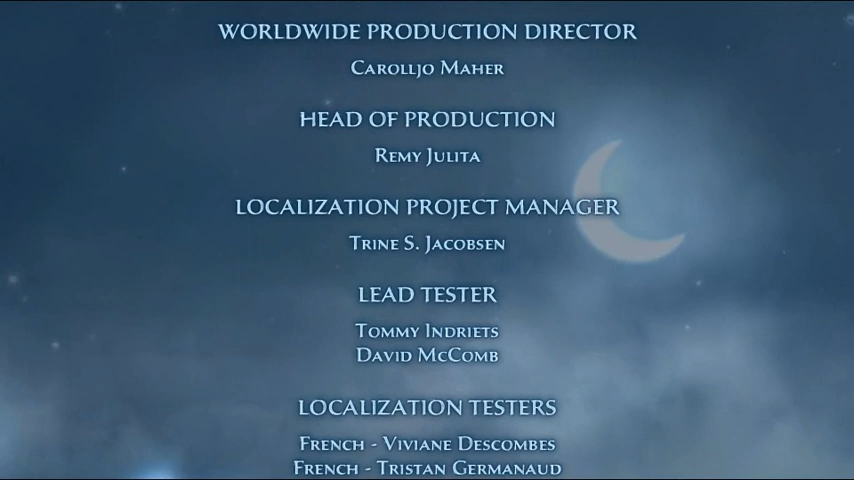 WORLDWIDE PRODUCTION DIRECTOR
CAROLLJO MAHER
HEAD OF PRODUCTION
REMY JULITA
LOCALIZATION PROJECT MANAGER
TRINE S. JACOBSEN
LEAD TESTER
TOMMY INDRIETS
DAVID MCCOMB
LOCALIZATION TESTERS
FRENCH - VIVIANE DESCOMBES
FRENCH - TRISTAN GERMANAUD